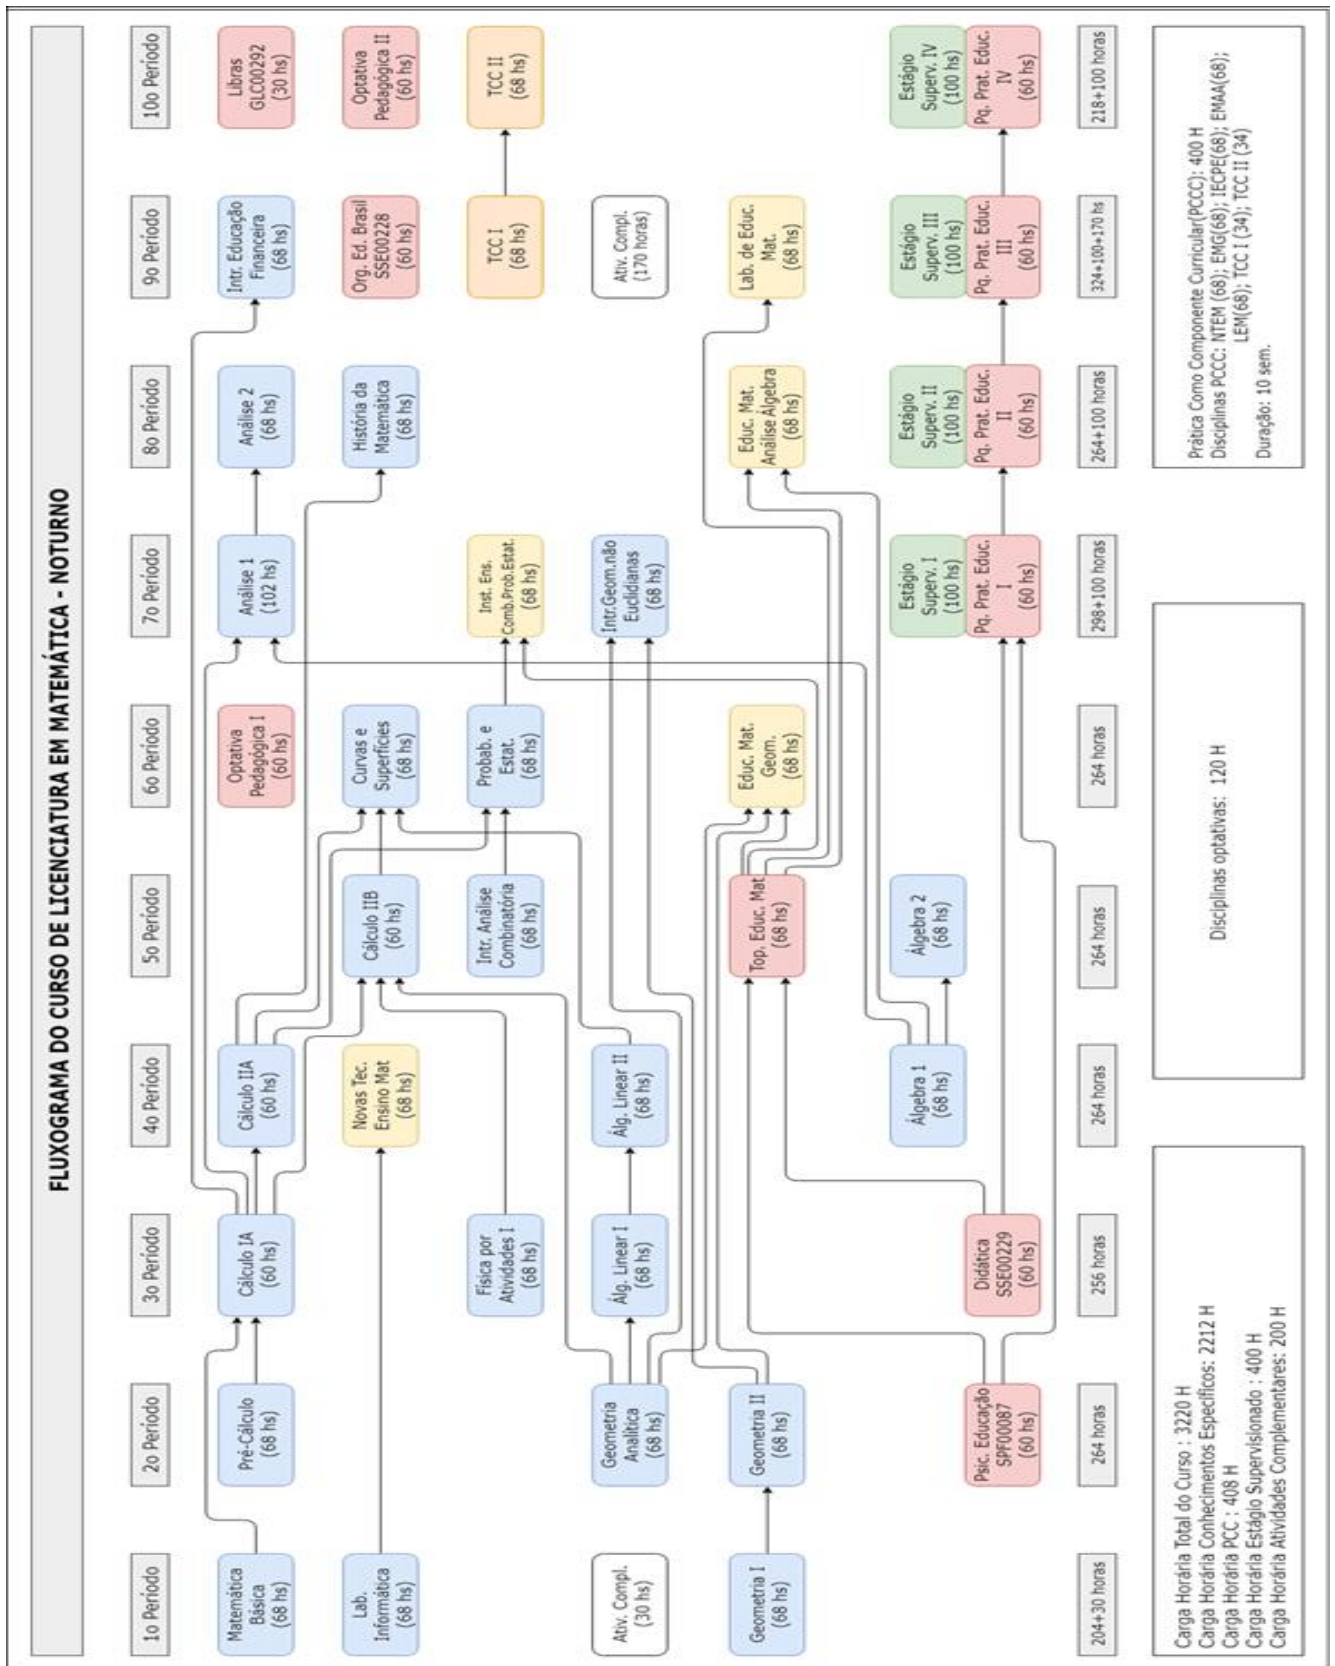 FLUXOGRAMA DO CURSO DE LICENCIATURA EM MATEMÁTICA - NOTURNO
1o Período
2o Período
3o Período
4o Período
5o Período
6o Período
7o Período
8o Período
9o Período
10o Período
Matemática
Básica
(68 hs)
Pré-Cálculo
(68 hs)
Cálculo IA
(60 hs)
Cálculo IIA
(60 hs)
Optativa
Pedagógica I
(60 hs)
Análise 1
(102 hs)
Análise 2
(68 hs)
Intr. Educação
Financeira
(68 hs)
Libras
GLC00292
(30 hs)
Lab.
Informática
(68 hs)
Novas Tec.
Ensino Mat
(68 hs)
Cálculo IIB
(60 hs)
Curvas e
Superfícies
(68 hs)
História da
Matemática
(68 hs)
Org. Ed. Brasil
SSE00228
(60 hs)
Optativa
Pedagógica II
(60 hs)
Física por
Atividades I
(68 hs)
Intr. Análise
Combinatória
(68 hs)
Probab. e
Estat.
(68 hs)
Inst. Ens.
Comb.Prob.Estat.
(68 hs)
TCC I
(68 hs)
TCC II
(68 hs)
Ativ. Compl.
(30 hs)
Geometria
Analítica
(68 hs)
Álg. Linear I
(68 hs)
Álg. Linear II
(68 hs)
Intr.Geom.não
Euclidianas
(68 hs)
Ativ. Compl.
(170 horas)
Geometria I
(68 hs)
Geometria II
(68 hs)
Top. Educ. Mat
(68 hs)
Educ. Mat.
Geom.
(68 hs)
Educ. Mat.
Análise Álgebra
(68 hs)
Lab. de Educ.
Mat.
(68 hs)
Álgebra 1
(68 hs)
Álgebra 2
(68 hs)
Estágio
Superv. I
(100 hs)
Estágio
Superv. II
(100 hs)
Estágio
Superv. III
(100 hs)
Estágio
Superv. IV
(100 hs)
Psic. Educação
SPF00087
(60 hs)
Didática
SSE00229
(60 hs)
Pq. Prat. Educ.
I
(60 hs)
Pq. Prat. Educ.
II
(60 hs)
Pq. Prat. Educ.
III
(60 hs)
Pq. Prat. Educ.
IV
(60 hs)
204+30 horas
264 horas
256 horas
264 horas
264 horas
264 horas
298+100 horas
264+100 horas
324+100+170 hs
218+100 horas
Carga Horária Total do Curso : 3220 H
Carga Horária Conhecimentos Específicos: 2212 H
Carga Horária PCC : 408 H
Carga Horária Estágio Supervisionado : 400 H
Carga Horária Atividades Complementares: 200 H
Disciplinas optativas: 120 H
Prática Como Componente Curricular(PCCC): 400 H
Disciplinas PCCC: NTEM (68); EMG(68); IECPE(68); EMAA(68);
LEM(68); TCC I (34); TCC II (34)
Duração: 10 sem.